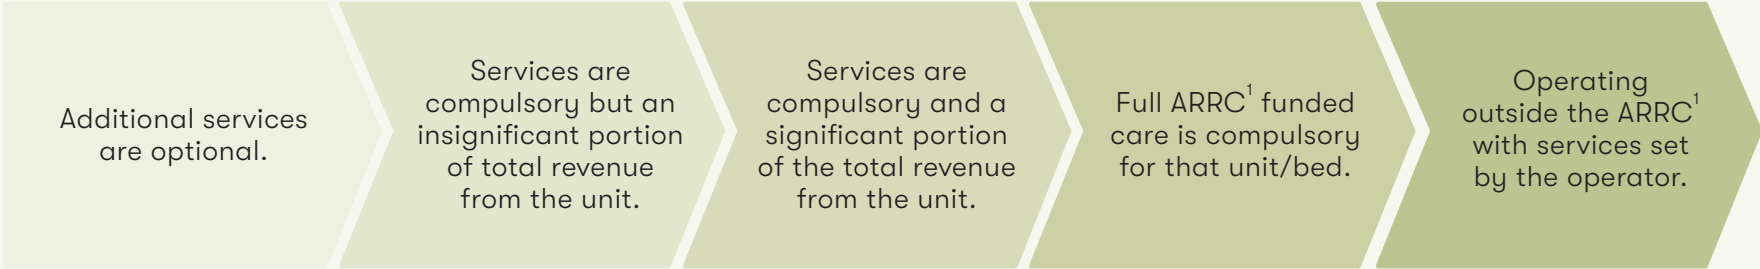 Additional services
are optional.
Services are
compulsory but an
insignificant portion
of total revenue
from the unit.
Services are
compulsory and a
significant portion
of the total revenue
from the unit.
Full ARRC¹ funded
care is compulsory
for that unit/bed.
Operating
outside the ARRC¹
with services set
by the operator.